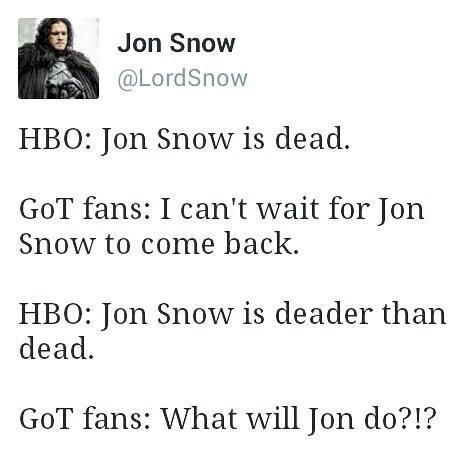 Jon Snow
@LordSnow
HBO: Jon Snow is dead.
GoT fans: I can't wait for Jon
Snow to come back.
HBO: Jon Snow is deader than
dead.
GoT fans: What will Jon do?!?